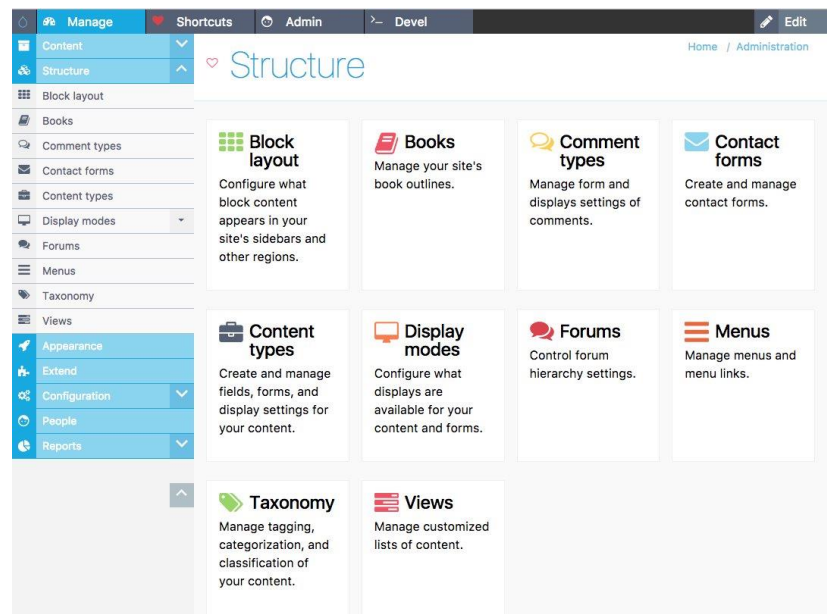 Manage Shortcuts Admin Devel Edit
Content
Structure
Block layout
Books
Comment types
Contact forms
Content types
Display modes
Forums
Menus
Taxonomy
Views
Appearance
Extend
Configuration
People
Reports
Home / Administration
Structure
Block
layout
Configure what
block content
appears in your
site's sidebars and
other regions.
Books
Manage your site's
book outlines.
Comment
types
Manage form and
displays settings of
comments.
Contact
forms
Create and manage
contact forms.
Content
types
Create and manage
fields, forms, and
display settings for
your content.
Display
modes
Configure what
displays are
available for your
content and forms.
Forums
Control forum
hierarchy settings.
Menus
Manage menus and
menu links.
Taxonomy
Manage tagging,
categorization, and
classification of
your content.
Views
Manage customized
lists of content.